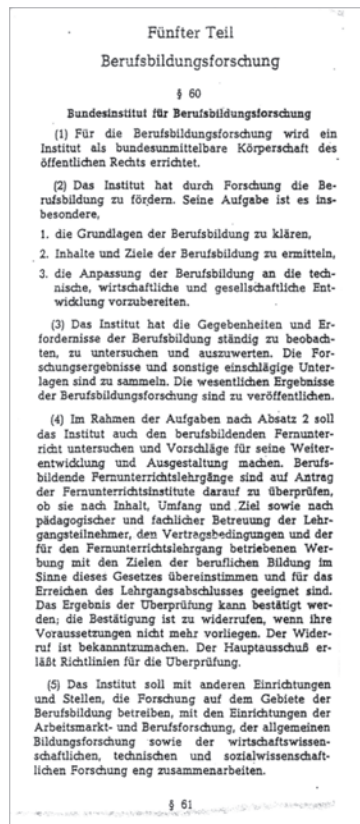 Fünfter Teil
Berufsbildungsforschung
§ 60
Bundesinstitut für Berufsbildungsforschung
(1) Für die Berufsbildungsforschung wird ein
Institut als bundesunmittelbare Körperschaft des
öffentlichen Rechts errichtet.
(2) Das Institut hat durch Forschung die Be-
rufsbildung zu fördern. Seine Aufgabe ist es ins-
besondere,
1. die Grundlagen der Berufsbildung zu klären,
2. Inhalte und Ziele der Berufsbildung zu ermitteln,
3. die Anpassung der Berufsbildung an die tech-
nische, wirtschaftliche und gesellschaftliche Ent-
wicklung vorzubereiten.
(3) Das Institut hat die Gegebenheiten und Er-
fordernisse der Berufsbildung ständig zu beobach-
ten, zu untersuchen und auszuwerten. Die For-
schungsergebnisse und sonstige einschlägige Unter-
lagen sind zu sammeln. Die wesentlichen Ergebnisse
der Berufsbildungsforschung sind zu veröffentlichen.
(4) Im Rahmen der Aufgaben nach Absatz 2 soll
das Institut auch den berufsbildenden Fernunter-
richt untersuchen und Vorschläge für seine Weiter-
entwicklung und Ausgestaltung machen. Berufs-
bildende Fernunterrichtslehrgänge sind auf Antrag
der Fernunterrichtsinstitute darauf zu überprüfen,
ob sie nach Inhalt, Umfang und Ziel sowie nach
pädagogischer und fachlicher Betreuung der Lehr-
gangsteilnehmer, den Vertragsbedingungen und der
für den Fernunterrichtslehrgang betriebenen Wer-
bung mit den Zielen der beruflichen Bildung im
Sinne dieses Gesetzes übereinstimmen und für das
Erreichen des Lehrgangsabschlusses geeignet sind.
Das Ergebnis der Überprüfung kann bestätigt wer-
den; die Bestätigung ist zu widerrufen, wenn ihre
Voraussetzungen nicht mehr vorliegen. Der Wider-
ruf ist bekanntzumachen. Der Hauptausschuß er-
läßt Richtlinien für die Überprüfung.
(5) Das Institut soll mit anderen Einrichtungen
und Stellen, die Forschung auf dem Gebiete der
Berufsbildung betreiben, mit den Einrichtungen der
Arbeitsmarkt- und Berufsforschung, der allgemeinen
Bildungsforschung sowie der wirtschaftswissen-
schaftlichen, technischen und sozialwissenschaft-
lichen Forschung eng zusammenarbeiten.
§ 61